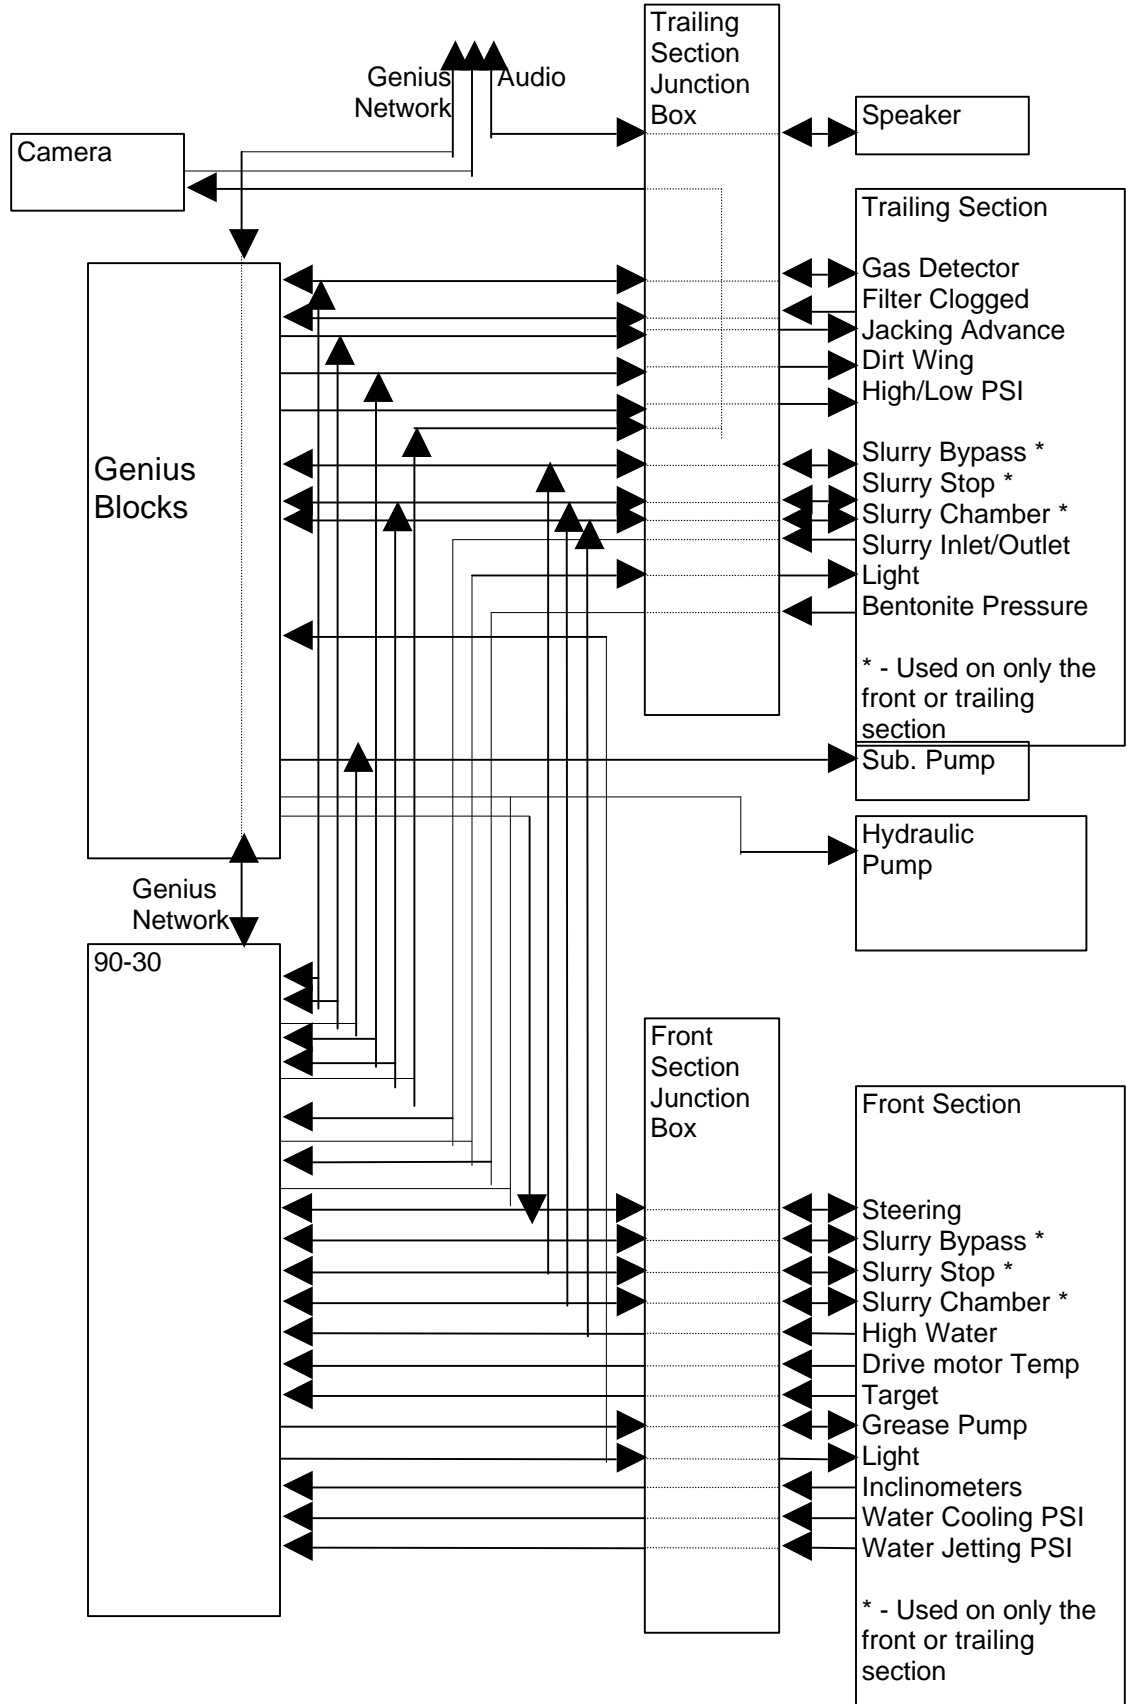 Trailing
Section
Junction
Box
Genius
Network
Audio
Speaker
Camera
Trailing Section
Gas Detector
Filter Clogged
Jacking Advance
Dirt Wing
High/Low PSI
Slurry Bypass *
Slurry Stop *
Slurry Chamber *
Slurry Inlet/Outlet
Light
Bentonite Pressure
* - Used on only the
front or trailing
section
Genius
Blocks
Sub. Pump
Hydraulic
Pump
Genius
Network
90-30
Front
Section
Junction
Box
Front Section
Steering
Slurry Bypass *
Slurry Stop *
Slurry Chamber *
High Water
Drive motor Temp
Target
Grease Pump
Light
Inclinometers
Water Cooling PSI
Water Jetting PSI
* - Used on only the
front or trailing
section